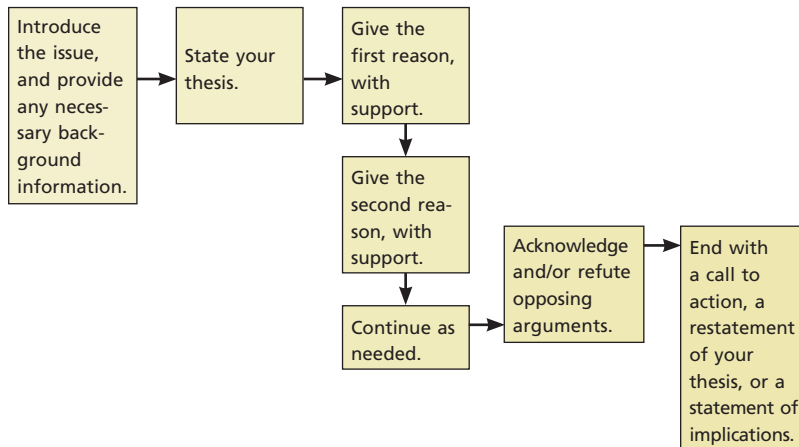 Introduce
the issue,
and provide
any neces-
sary back-
ground
information.
State your
thesis.
Give the
first reason,
with
support.
Give the
second rea-
son, with
support.
Continue as
needed.
Acknowledge
and/or refute
opposing
arguments.
End with
a call to
action, a
restatement
of your
thesis, or a
statement of
implications.